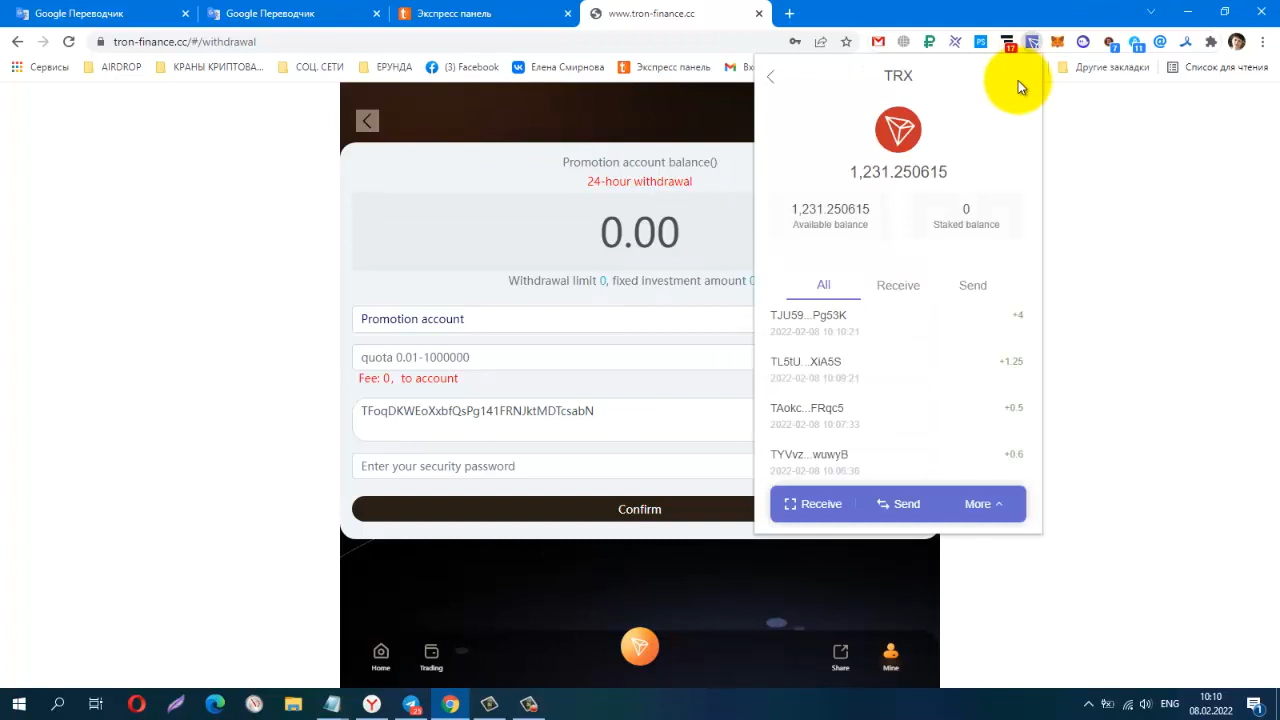 Google Переводчик
Google Переводчик
Экспресс панель
www.tron-finance.cc
tron-finance.cc/#/withdrawal
17
7
11
Сервисы
AIRDROP
КРАНЫ КРИПТОВА...
СОЦ. СЕТИ
ЕРУНДА
(3) Facebook
Елена Смирнова
Экспресс панель
Другие закладки
Список для чтения
Promotion account balance()
24-hour withdrawal
0.00
Withdrawal limit 0, fixed investment amount 0
Promotion account
quota 0.01-1000000
Fee: 0, to account
TFoqDKWEoXxbfQsPg141FRNJktMDTcsabN
Enter your security password
Confirm
Home
Trading
Share
Mine
TRX
1,231.250615
1,231.250615
Available balance
0
Staked balance
All
Receive
Send
TJU59...Pg53K
+4
2022-02-08 10:10:21
TL5tU...XiA5S
+1.25
2022-02-08 10:09:21
TAokc...FRqc5
+0.5
2022-02-08 10:07:33
TYVvz...wuwyB
+0.6
2022-02-08 10:06:36
Receive
Send
More
25
ENG
10:10
08.02.2022
1